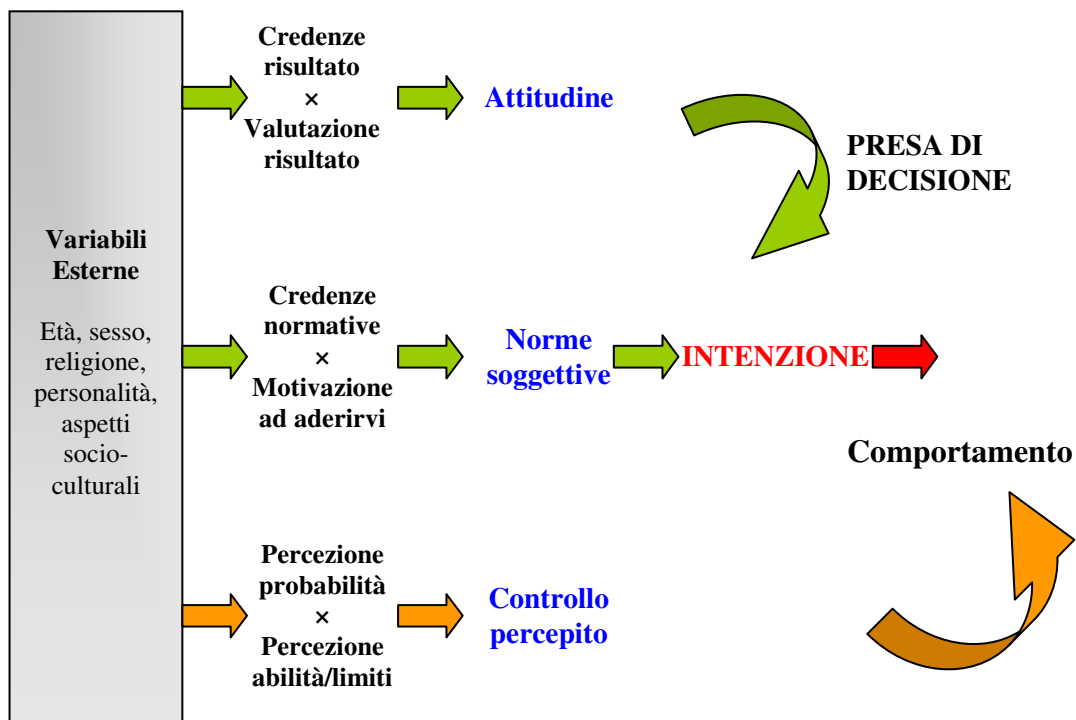 Variabili
Esterne
Età, sesso,
religione,
personalità,
aspetti
socio-
culturali
Credenze
risultato
×
Valutazione
risultato
Attitudine
PRESA DI
DECISIONE
Credenze
normative
×
Motivazione
ad aderirvi
Norme
soggettive
INTENZIONE
Comportamento
Percezione
probabilità
×
Percezione
abilità/limiti
Controllo
percepito